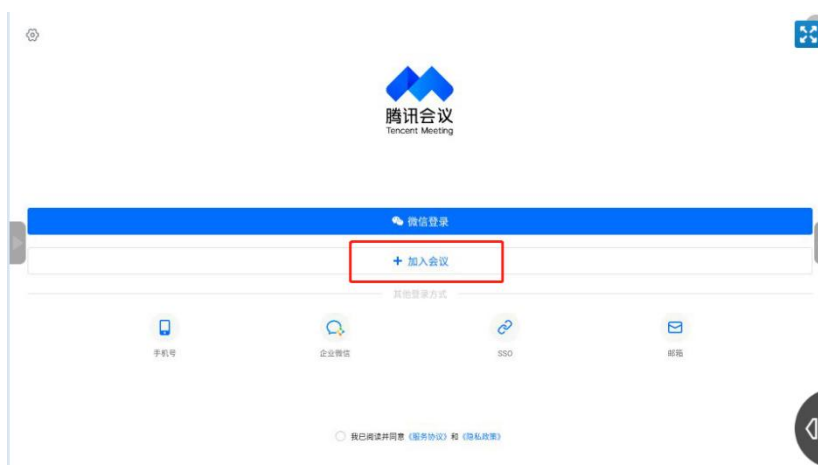 腾讯会议
Tencent Meeting
微信登录
+ 加入会议
其他登录方式
手机号 企业微信 SSO 邮箱
我已阅读并同意《服务协议》和《隐私政策》